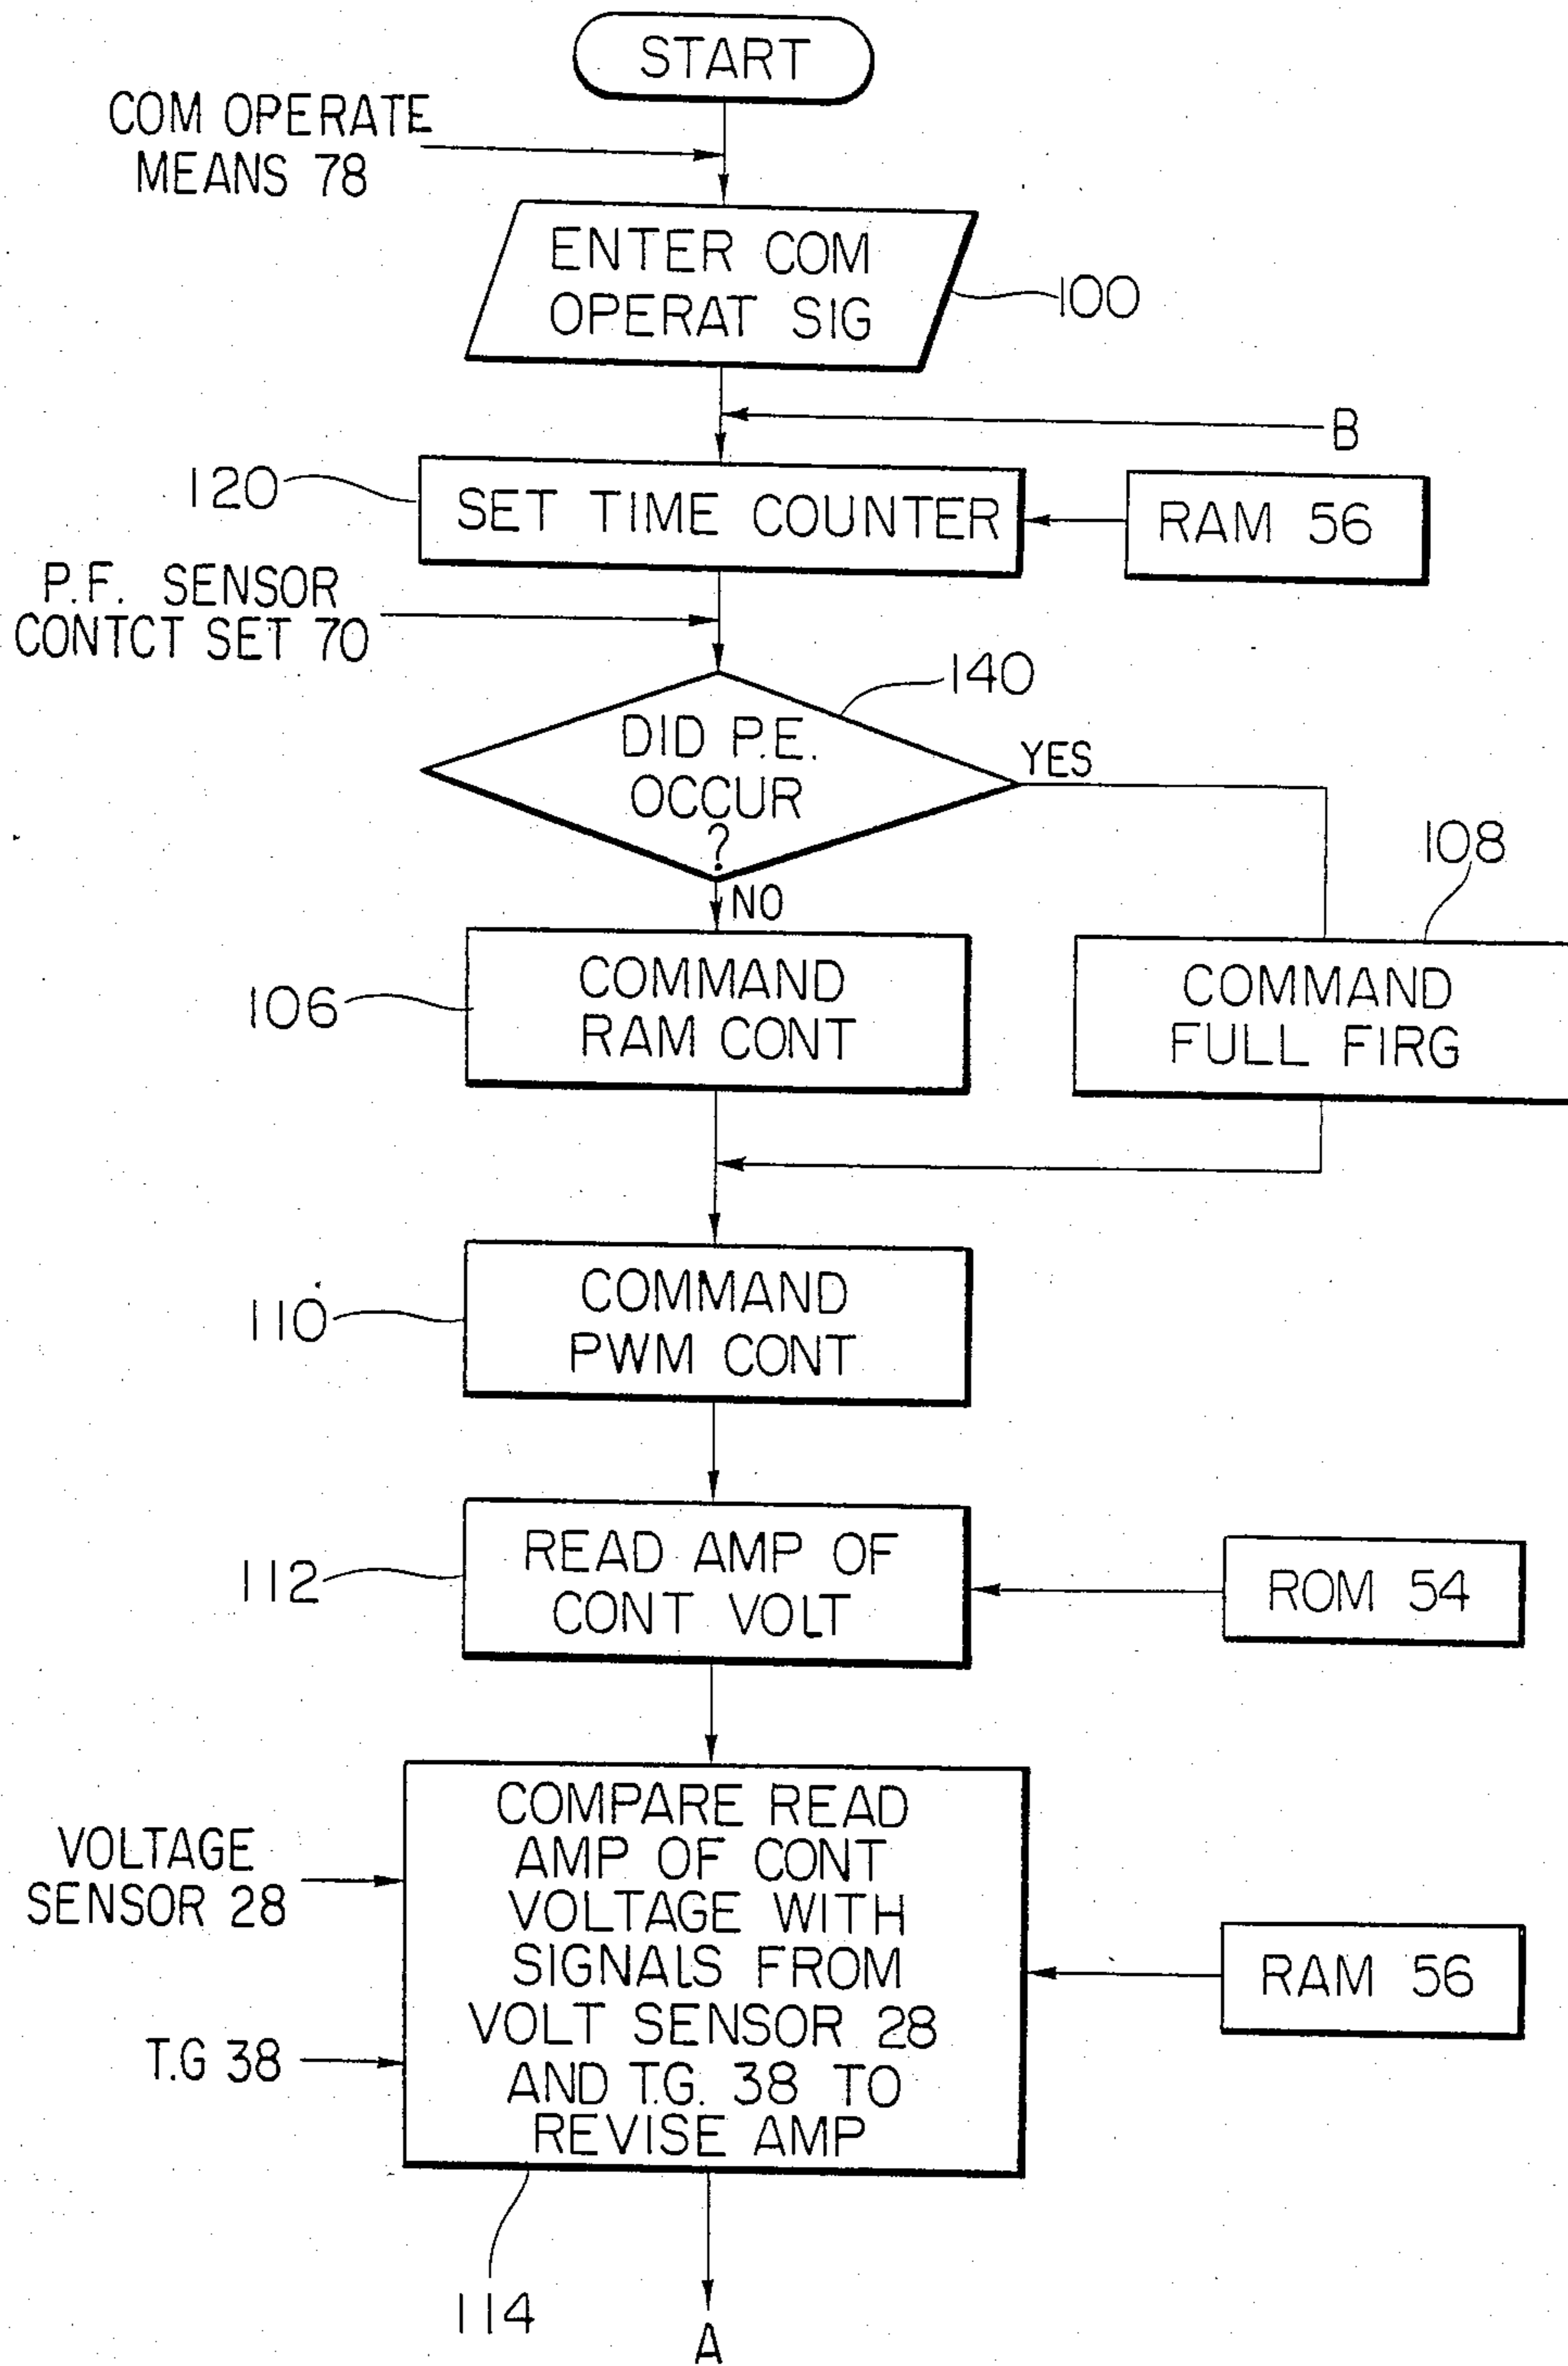 START
COM OPERATE
MEANS 78
ENTER COM
OPERAT SIG
100
B
120
SET TIME COUNTER
RAM 56
P.F. SENSOR
CONTCT SET 70
140
DID P.E.
OCCUR
?
YES
NO
108
106
COMMAND
RAM CONT
COMMAND
FULL FIRG
110
COMMAND
PWM CONT
112
READ AMP OF
CONT VOLT
ROM 54
VOLTAGE
SENSOR 28
T.G 38
COMPARE READ
AMP OF CONT
VOLTAGE WITH
SIGNALS FROM
VOLT SENSOR 28
AND T.G. 38 TO
REVISE AMP
RAM 56
114
A